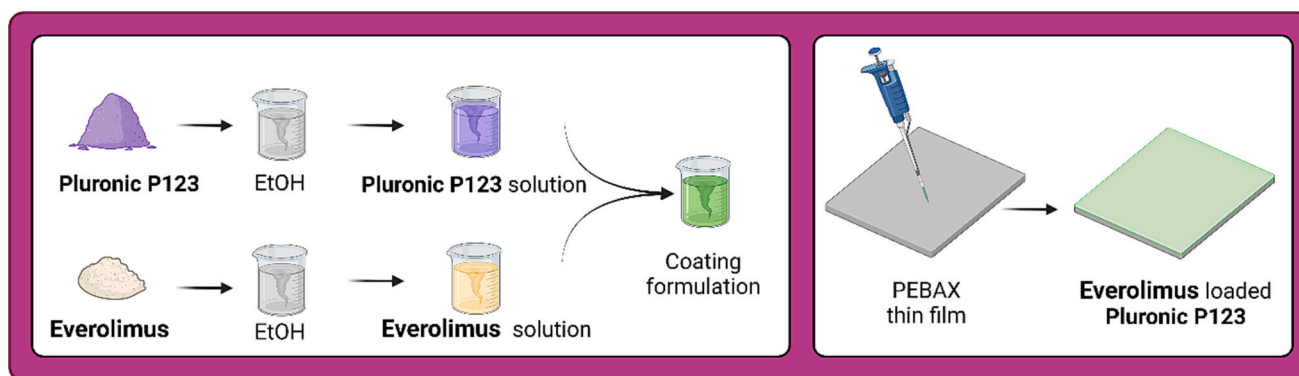 Pluronic P123
EtOH
Pluronic P123 solution
Everolimus
EtOH
Everolimus solution
Coating
formulation
PEBAX
thin film
Everolimus loaded
Pluronic P123